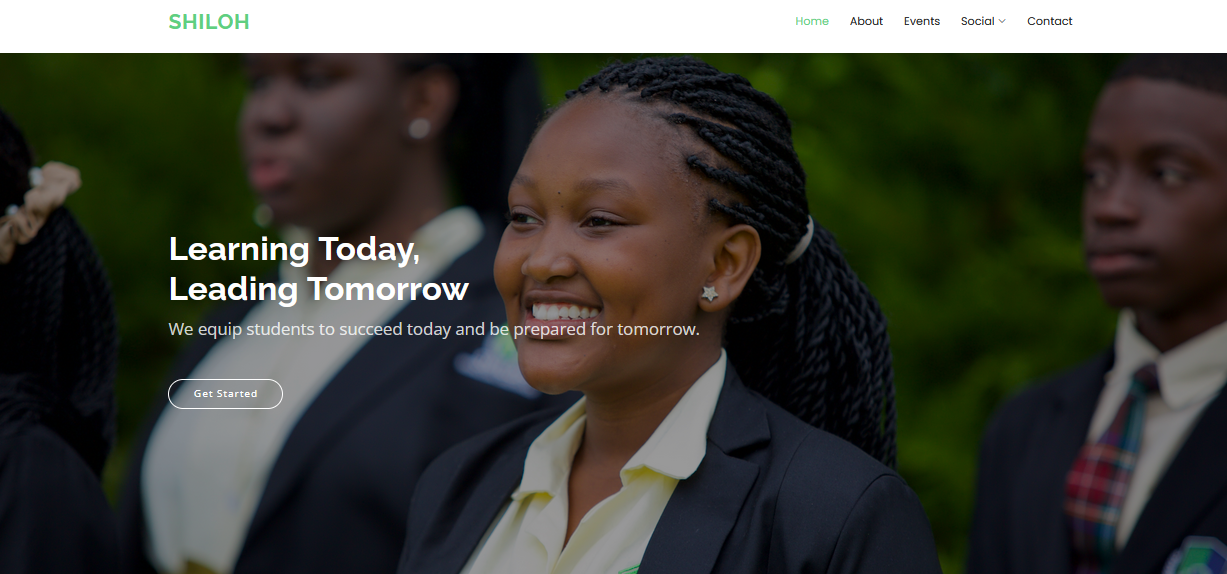 SHILOH
Home About Events Social Contact
Learning Today,
Leading Tomorrow
We equip students to succeed today and be prepared for tomorrow.
Get Started